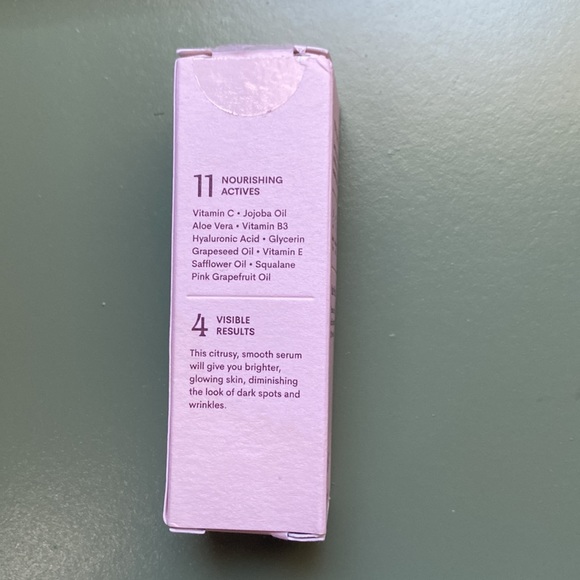 11 NOURISHING
ACTIVES
Vitamin C • Jojoba Oil
Aloe Vera • Vitamin B3
Hyaluronic Acid • Glycerin
Grapeseed Oil • Vitamin E
Safflower Oil • Squalane
Pink Grapefruit Oil
4 VISIBLE
RESULTS
This citrusy, smooth serum
will give you brighter,
glowing skin, diminishing
the look of dark spots and
wrinkles.